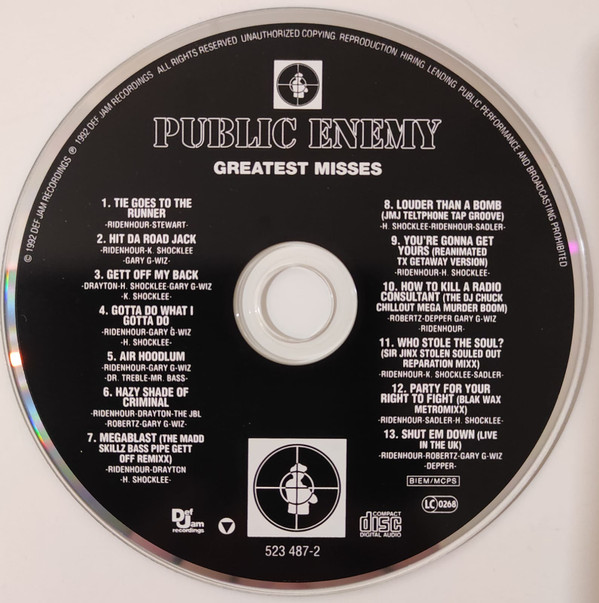 ℗ 1992 DEF JAM RECORDINGS ALL RIGHTS RESERVED UNAUTHORIZED COPYING REPRODUCTION HIRING, LENDING PUBLIC PERFORMANCE AND BROADCASTING PROHIBITED
© 1992 DEF JAM RECORDINGS
PUBLIC ENEMY
GREATEST MISSES
1. TIE GOES TO THE
RUNNER
-RIDENHOUR-STEWART-
2. HIT DA ROAD JACK
-RIDENHOUR-K. SHOCKLEE
-GARY G-WIZ-
3. GETT OFF MY BACK
-DRAYTON-H. SHOCKLEE-GARY G-WIZ
-K. SHOCKLEE-
4. GOTTA DO WHAT I
GOTTA DO
-RIDENHOUR-GARY G-WIZ
-H. SHOCKLEE-
5. AIR HOODLUM
-RIDENHOUR-GARY G-WIZ
-DR. TREBLE-MR. BASS-
6. HAZY SHADE OF
CRIMINAL
-RIDENHOUR-DRAYTON-THE JBL
-ROBERTZ-GARY G-WIZ-
7. MEGABLAST (THE MADD
SKILLZ BASS PIPE GETT
OFF REMIXX)
-RIDENHOUR-DRAYTON
-H. SHOCKLEE-
8. LOUDER THAN A BOMB
(JMJ TELTPHONE TAP GROOVE)
-H. SHOCKLEE-RIDENHOUR-SADLER-
9. YOU'RE GONNA GET
YOURS (REANIMATED
TX GETAWAY VERSION)
-RIDENHOUR-H. SHOCKLEE-
10. HOW TO KILL A RADIO
CONSULTANT (THE DJ CHUCK
CHILLOUT MEGA MURDER BOOM)
-ROBERTZ-DEPPER GARY G-WIZ
-RIDENHOUR-
11. WHO STOLE THE SOUL?
(SIR JINX STOLEN SOULED OUT
REPARATION MIXX)
-RIDENHOUR-K. SHOCKLEE-SADLER-
12. PARTY FOR YOUR
RIGHT TO FIGHT (BLAK WAX
METROMIXX)
-RIDENHOUR-SADLER-H. SHOCKLEE-
13. SHUT EM DOWN (LIVE
IN THE UK)
-RIDENHOUR-ROBERTZ-GARY G-WIZ
-DEPPER-
BIEM/MCPS
Def
Jam
recordings
COMPACT
disc
DIGITAL AUDIO
LC 0268
523 487-2